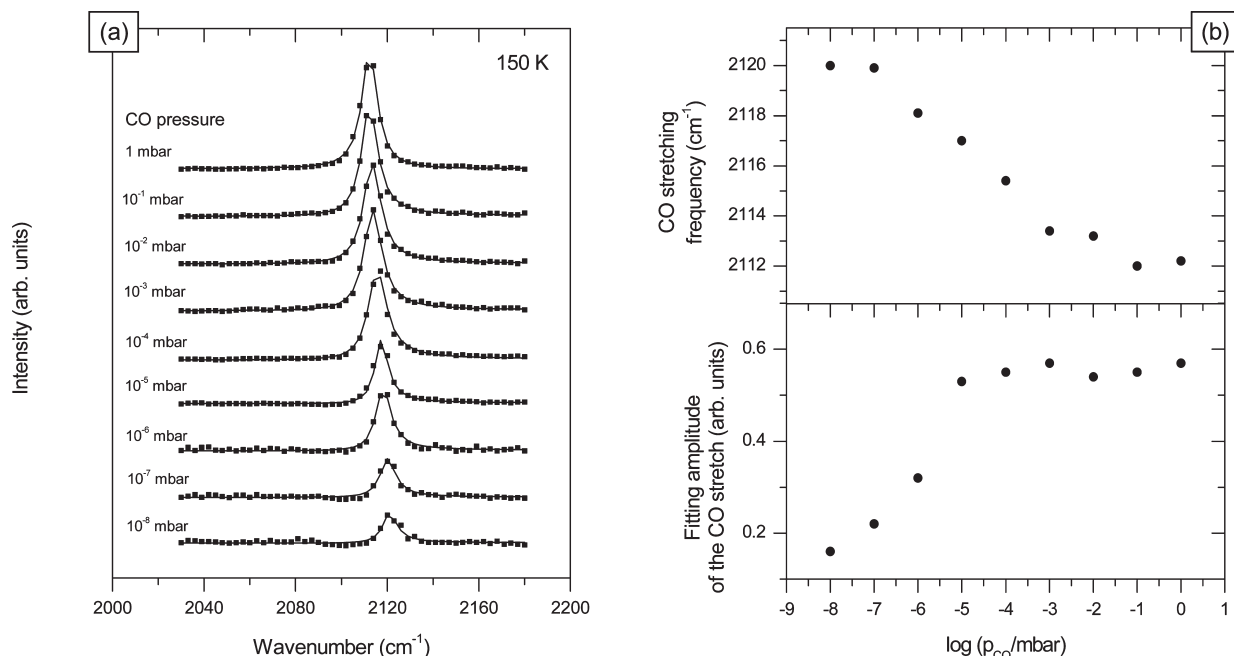 (a)
150 K
CO pressure
1 mbar
10⁻¹ mbar
10⁻² mbar
10⁻³ mbar
10⁻⁴ mbar
10⁻⁵ mbar
10⁻⁶ mbar
10⁻⁷ mbar
10⁻⁸ mbar
Intensity (arb. units)
2000 2040 2080 2120 2160 2200
Wavenumber (cm⁻¹)
(b)
2120
2118
2116
2114
2112
CO stretching
frequency (cm⁻¹)
0.6
0.4
0.2
Fitting amplitude
of the CO stretch (arb. units)
-9 -8 -7 -6 -5 -4 -3 -2 -1 0 1
log (p_CO/mbar)